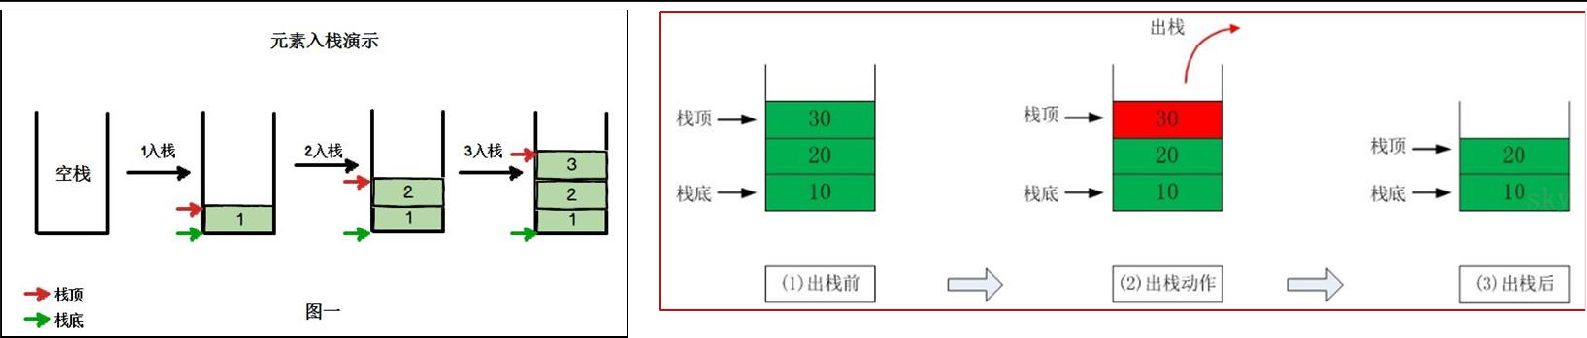 元素入栈演示
空栈
1入栈
2入栈
3入栈
1
2
1
3
2
1
栈顶
栈底
图一
出栈
栈顶
30
20
栈底
10
(1)出栈前
栈顶
30
20
栈底
10
(2)出栈动作
栈顶
20
栈底
10
sky
(3)出栈后